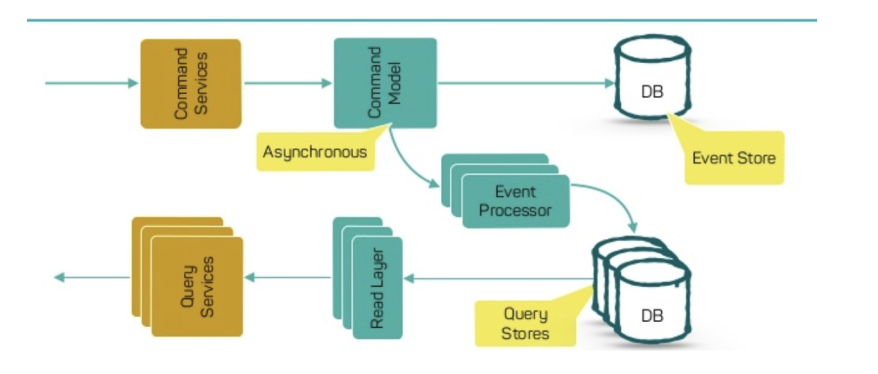 Command
Services
Command
Model
DB
Asynchronous
Event Store
Event
Processor
Query
Services
Read Layer
Query
Stores
DB